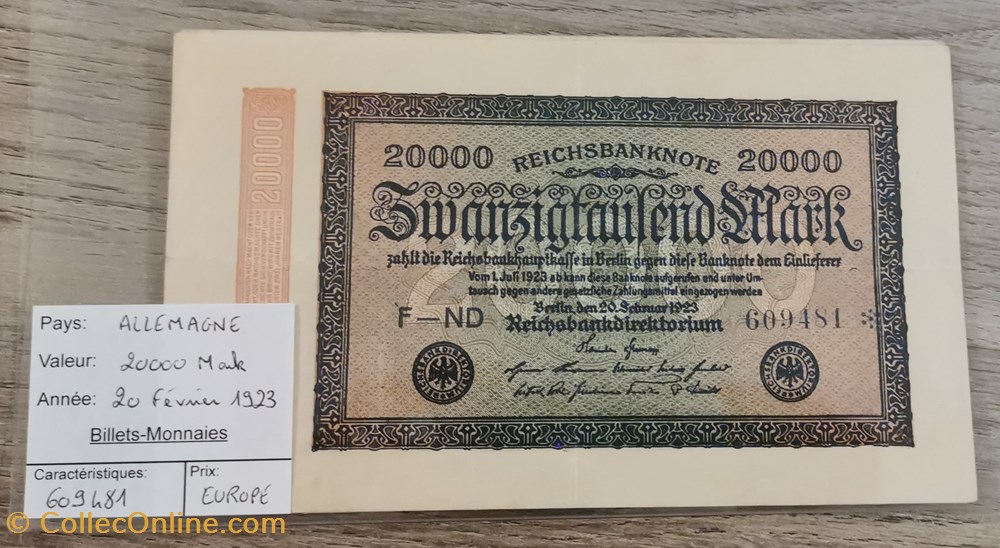 20000
20000 REICHSBANKNOTE 20000
Zwanzigtausend Mark
zahlt die Reichsbankhauptkasse in Berlin gegen diese Banknote dem Einlieferer
Vom 1. Juli 1923 ab kann diese Banknote aufgerufen und unter Um-
tausch gegen andere gesetzliche Zahlungsmittel eingezogen werden
Berlin, den 20. Februar 1923
F-ND Reichsbankdirektorium 609481 *
Pays: ALLEMAGNE
Valeur: 20000 Mark
Année: 20 Février 1923
Billets-Monnaies
Caractéristiques: Prix:
609481 EUROPE
© CollecOnline.com